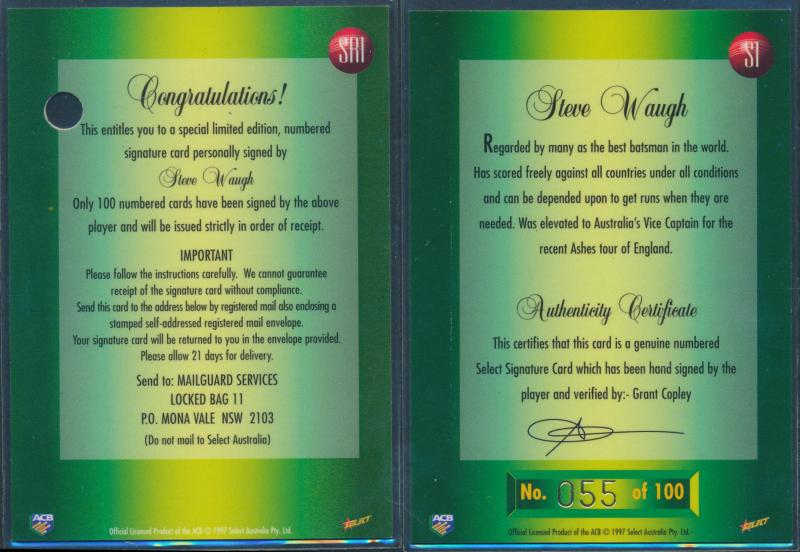 SR1
Congratulations!
This entitles you to a special limited edition, numbered
signature card personally signed by
Steve Waugh
Only 100 numbered cards have been signed by the above
player and will be issued strictly in order of receipt.
IMPORTANT
Please follow the instructions carefully. We cannot guarantee
receipt of the signature card without compliance.
Send this card to the address below by registered mail also enclosing a
stamped self-addressed registered mail envelope.
Your signature card will be returned to you in the envelope provided.
Please allow 21 days for delivery.
Send to: MAILGUARD SERVICES
LOCKED BAG 11
P.O. MONA VALE NSW 2103
(Do not mail to Select Australia)
ACB
Official Licensed Product of the ACB © 1997 Select Australia Pty. Ltd.
SELECT
S1
Steve Waugh
Regarded by many as the best batsman in the world.
Has scored freely against all countries under all conditions
and can be depended upon to get runs when they are
needed. Was elevated to Australia's Vice Captain for the
recent Ashes tour of England.
Authenticity Certificate
This certifies that this card is a genuine numbered
Select Signature Card which has been hand signed by the
player and verified by:- Grant Copley
No. 055 of 100
ACB
Official Licensed Product of the ACB © 1997 Select Australia Pty. Ltd.
SELECT